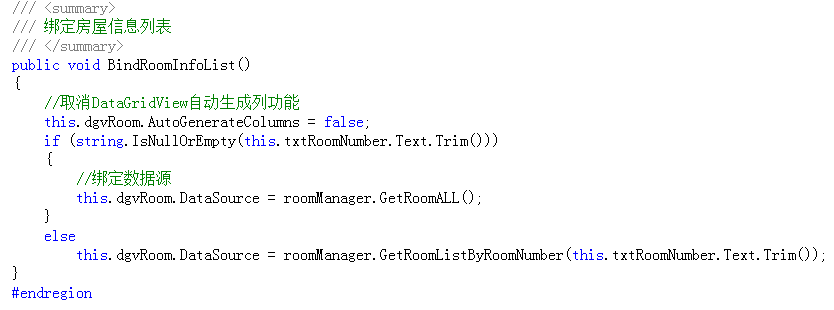 /// <summary>
/// 绑定房屋信息列表
/// </summary>
public void BindRoomInfoList()
{
    //取消DataGridView自动生成列功能
    this.dgvRoom.AutoGenerateColumns = false;
    if (string.IsNullOrEmpty(this.txtRoomNumber.Text.Trim()))
    {
        //绑定数据源
        this.dgvRoom.DataSource = roomManager.GetRoomALL();
    }
    else
        this.dgvRoom.DataSource = roomManager.GetRoomListByRoomNumber(this.txtRoomNumber.Text.Trim());
}
#endregion